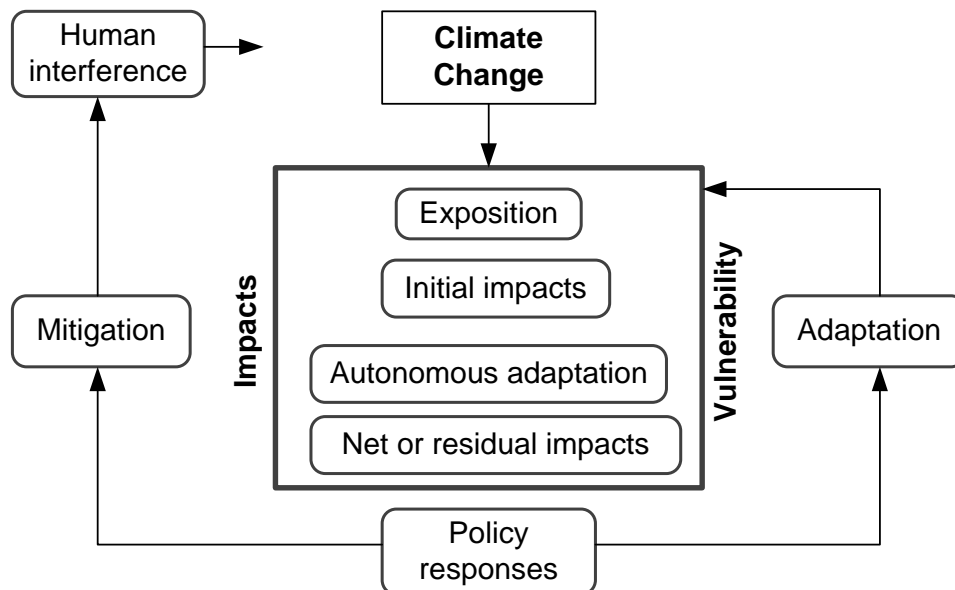 Human
interference
Climate
Change
Exposition
Initial impacts
Autonomous adaptation
Net or residual impacts
Impacts
Vulnerability
Mitigation
Adaptation
Policy
responses